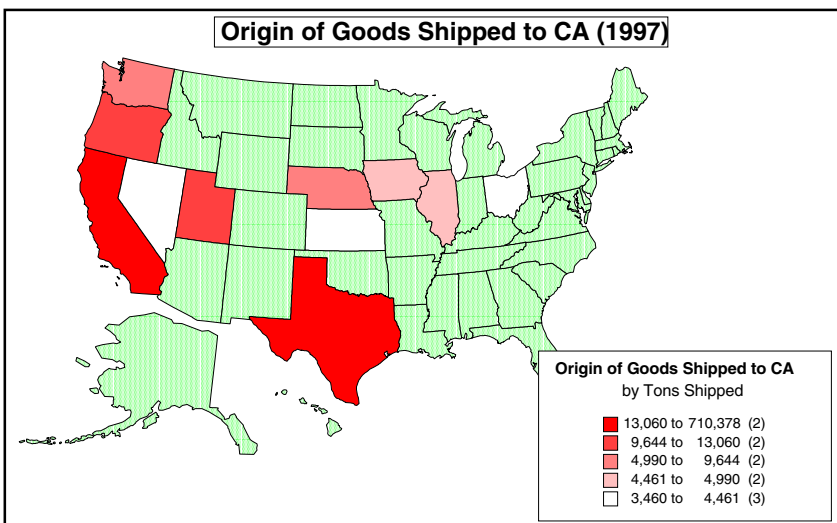 Origin of Goods Shipped to CA (1997)
Origin of Goods Shipped to CA
by Tons Shipped
13,060 to 710,378 (2)
9,644 to 13,060 (2)
4,990 to 9,644 (2)
4,461 to 4,990 (2)
3,460 to 4,461 (3)